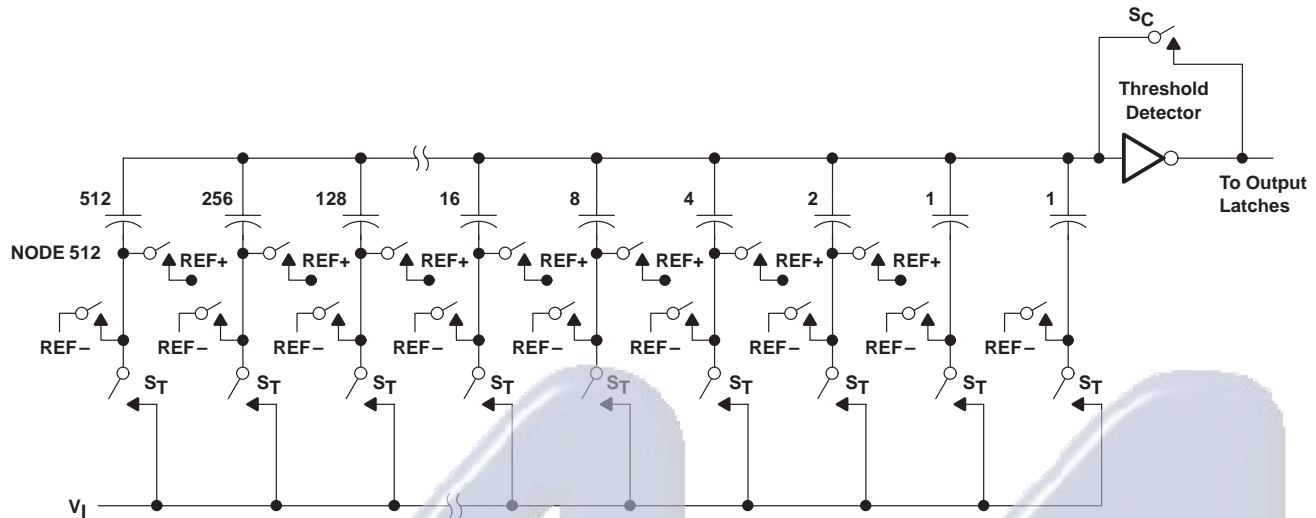 SC
Threshold
Detector
To Output
Latches
512 256 128 16 8 4 2 1 1
NODE 512 REF+ REF+ REF+ REF+ REF+ REF+ REF+
REF− REF− REF− REF− REF− REF− REF− REF− REF−
ST ST ST ST ST ST ST ST ST
VI